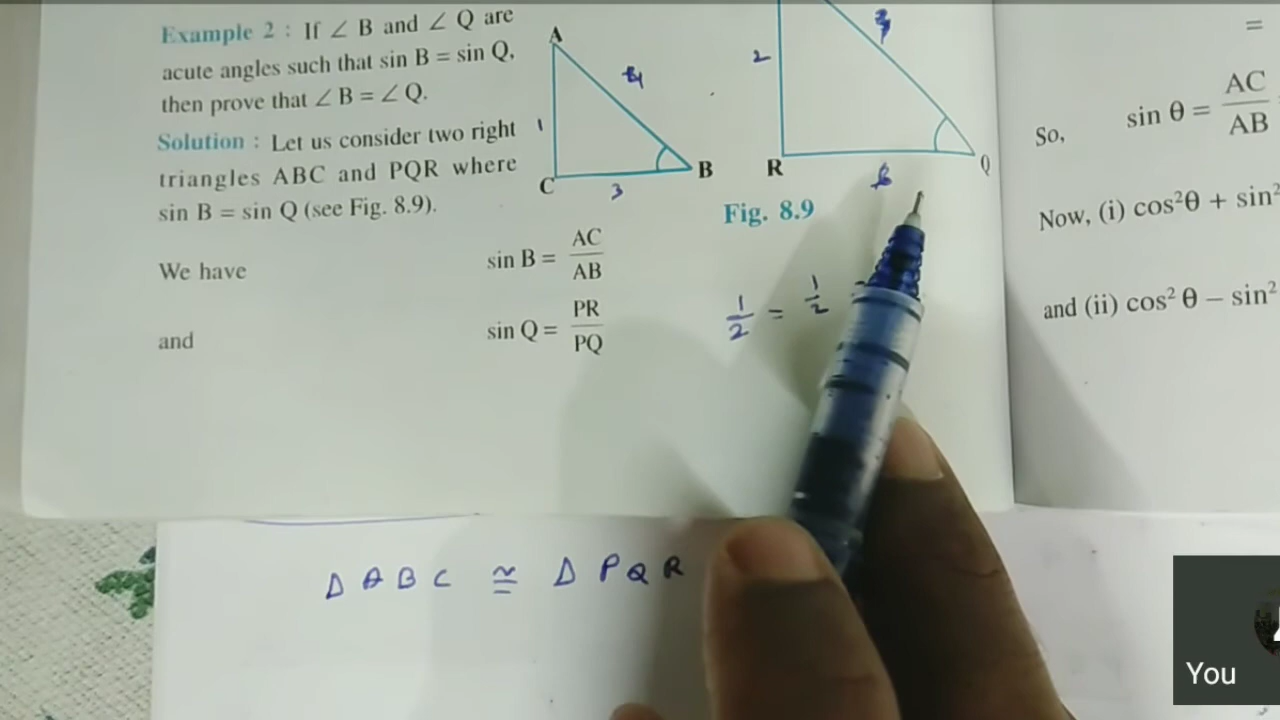 Example 2 : If ∠ B and ∠ Q are
acute angles such that sin B = sin Q,
then prove that ∠ B = ∠ Q.
Solution : Let us consider two right
triangles ABC and PQR where
sin B = sin Q (see Fig. 8.9).
We have
sin B = AC
AB
and
sin Q = PR
PQ
A
1
C
3
B
2
R
Q
Fig. 8.9
1/2 = 1/2
=
So, sin θ = AC
AB
Now, (i) cos²θ + sin²
and (ii) cos² θ – sin²
Δ A B C ≅ Δ P Q R
You